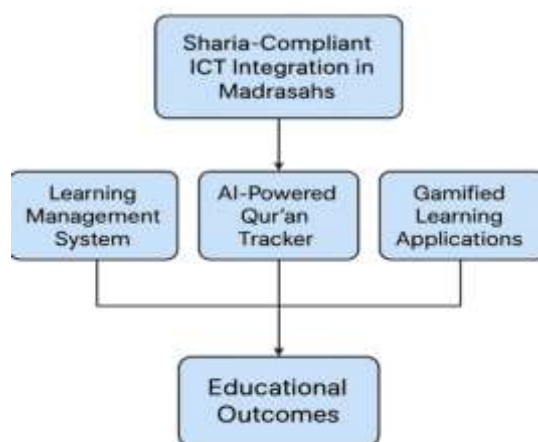 Sharia-Compliant
ICT Integration in
Madrasahs
Learning
Management
System
AI-Powered
Qur'an
Tracker
Gamified
Learning
Applications
Educational
Outcomes